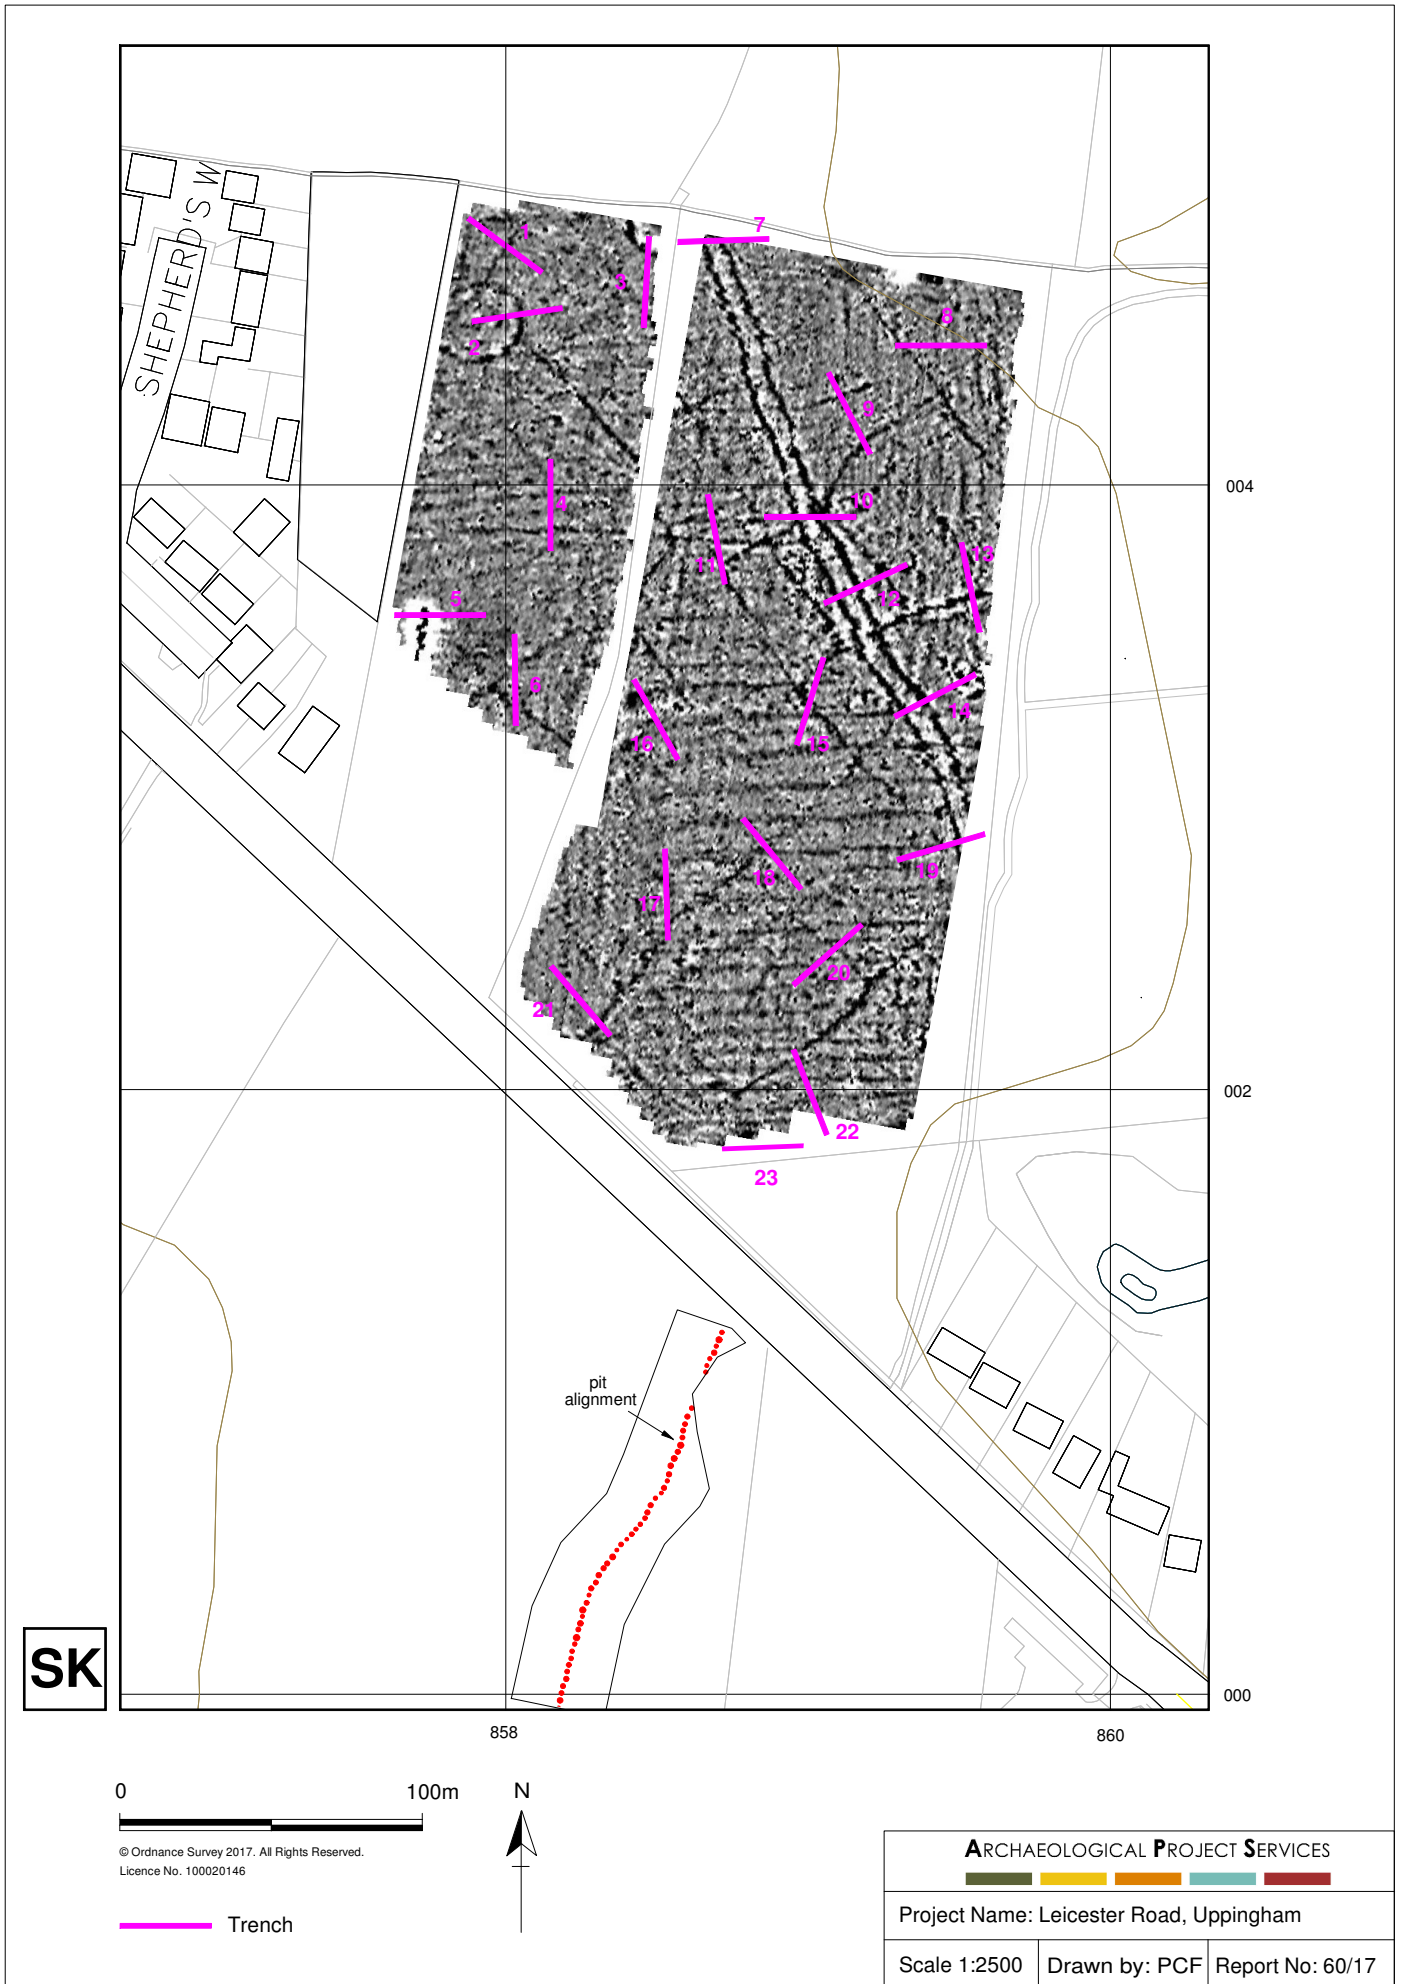 SHEPHERD'S W
1
2
3
4
5
6
7
8
9
10
11
12
13
14
15
16
17
18
19
20
21
22
23
004
002
000
858
860
pit
alignment
SK
0 100m
N
© Ordnance Survey 2017. All Rights Reserved.
Licence No. 100020146
Trench
ARCHAEOLOGICAL PROJECT SERVICES
Project Name: Leicester Road, Uppingham
Scale 1:2500 Drawn by: PCF Report No: 60/17